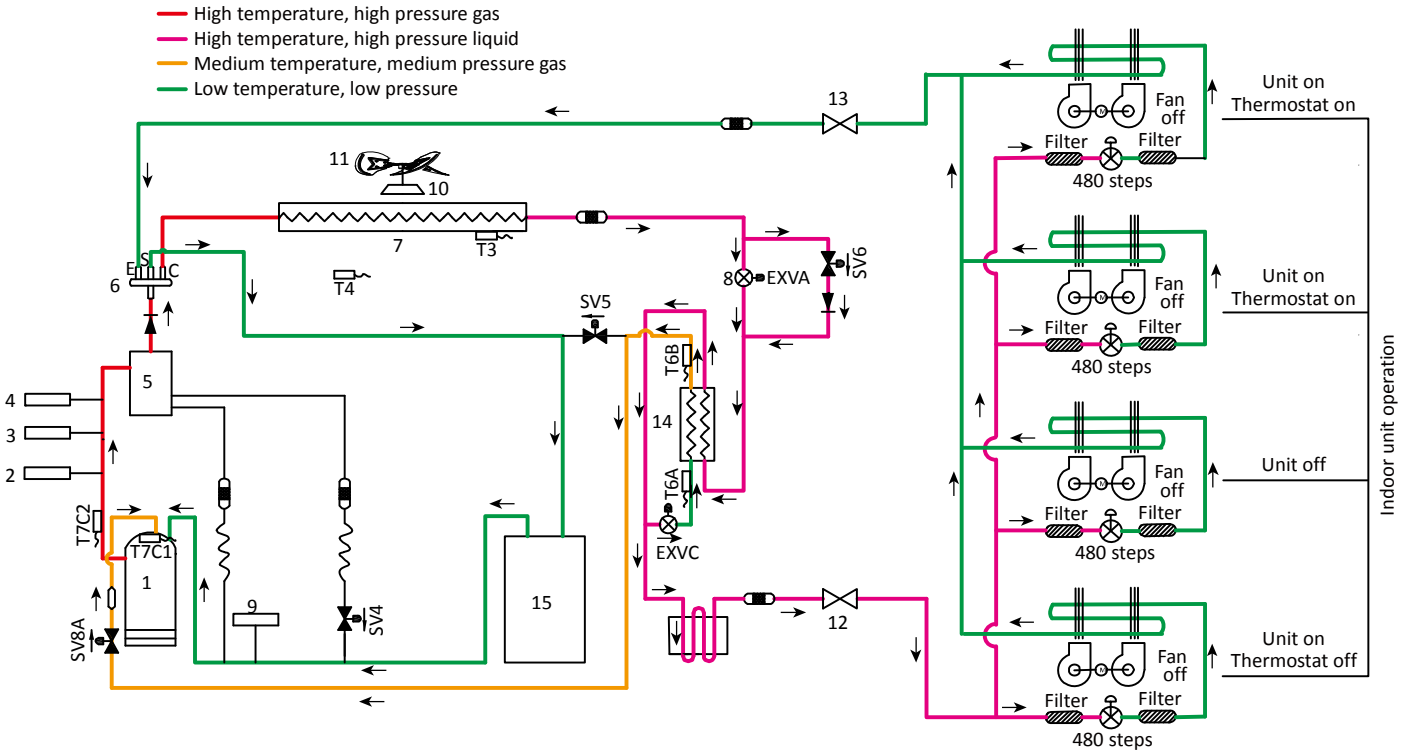 High temperature, high pressure gas
High temperature, high pressure liquid
Medium temperature, medium pressure gas
Low temperature, low pressure
13
11
10
7
T3
T4
E
S
C
6
8
EXVA
SV6
SV5
T6B
5
4
3
2
14
T6A
T7C2
T7C1
EXVC
1
9
SV4
15
12
SV8A
M
Fan
off
Filter
Filter
480 steps
Unit on
Thermostat on
M
Fan
off
Filter
Filter
480 steps
Unit on
Thermostat on
M
Fan
off
Filter
Filter
480 steps
Unit off
M
Fan
off
Filter
Filter
480 steps
Unit on
Thermostat off
Indoor unit operation